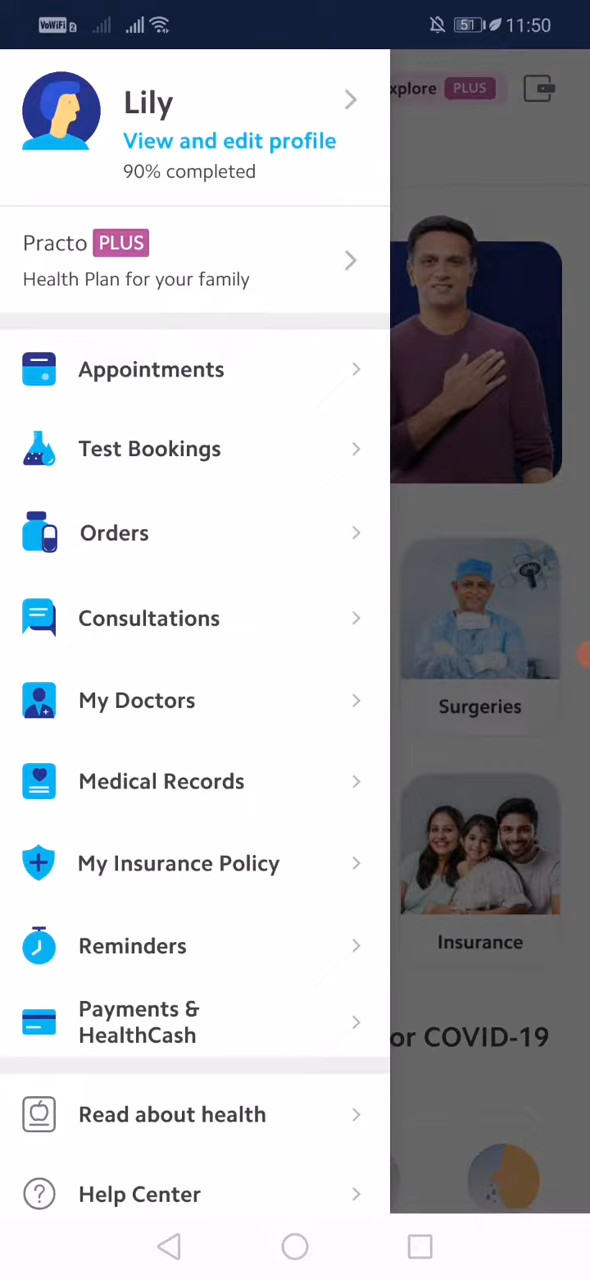 VoWiFi 2
51
11:50
Lily
View and edit profile
90% completed
xplore PLUS
Practo PLUS
Health Plan for your family
Appointments
Test Bookings
Orders
Consultations
My Doctors
Surgeries
Medical Records
My Insurance Policy
Insurance
Reminders
Payments &
HealthCash
or COVID-19
Read about health
Help Center